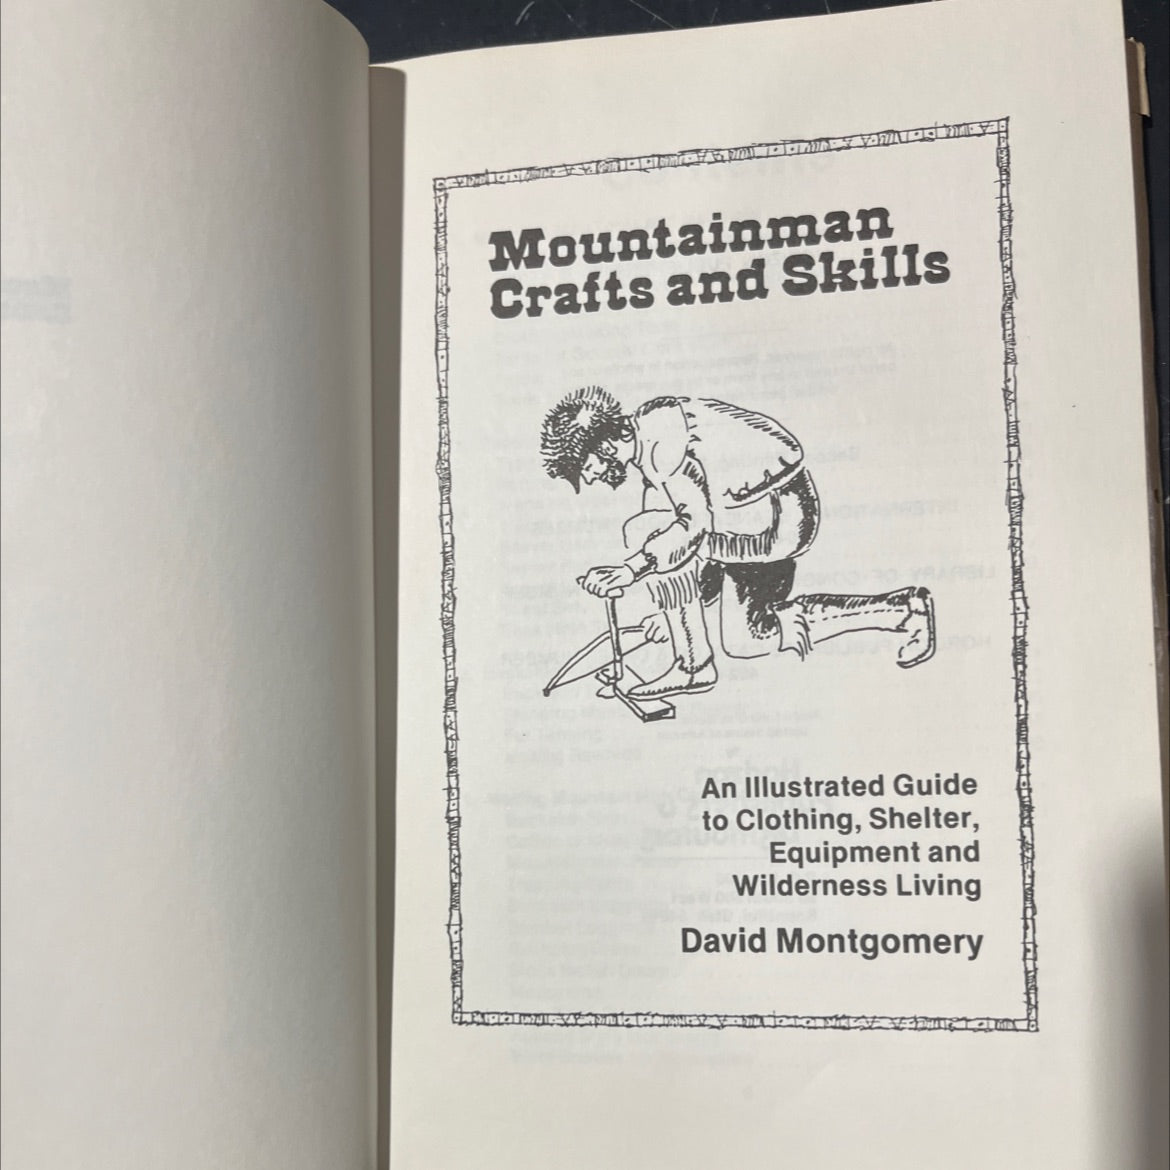 Mountainman
Crafts and Skills
An Illustrated Guide
to Clothing, Shelter,
Equipment and
Wilderness Living
David Montgomery